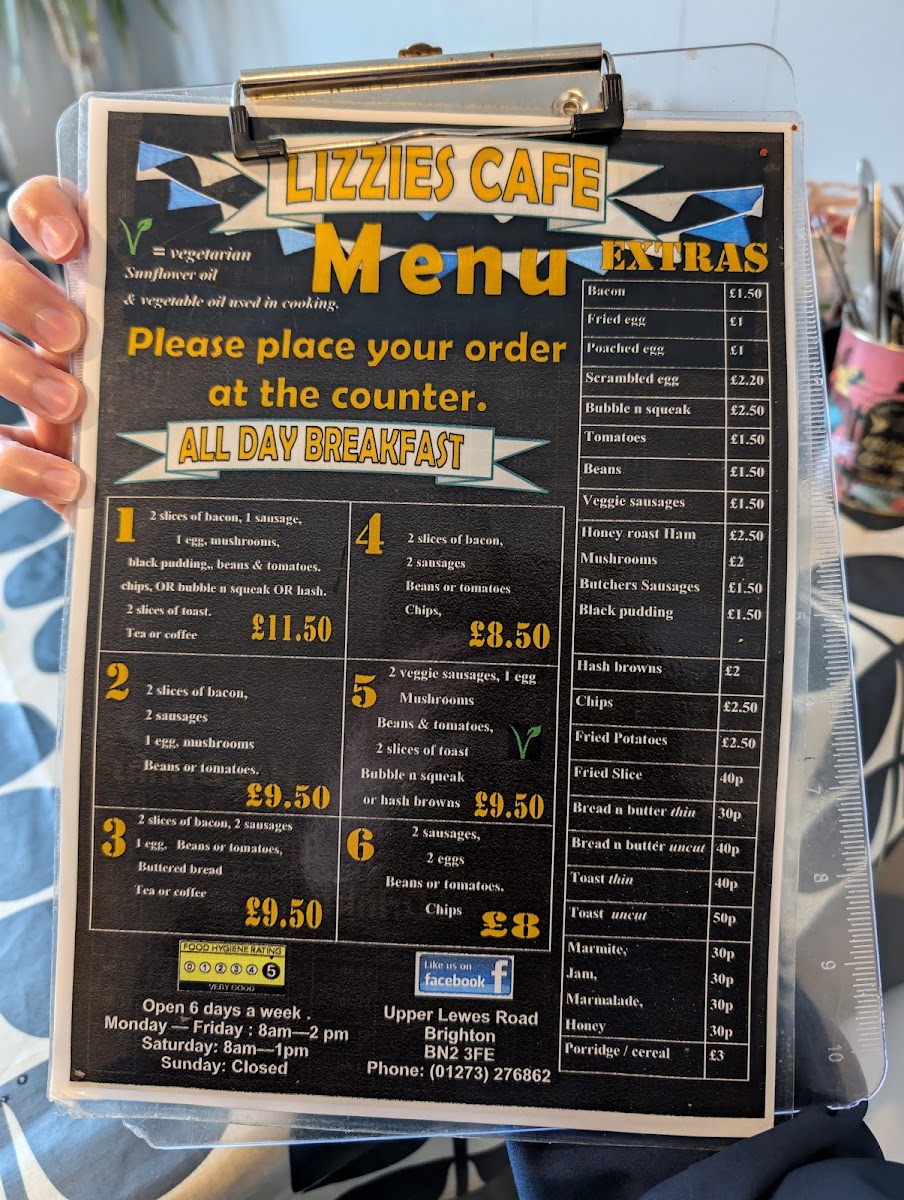 LIZZIES CAFE
Menu
V = vegetarian
Sunflower oil
& vegetable oil used in cooking.
Please place your order
at the counter.
ALL DAY BREAKFAST
1
2 slices of bacon, 1 sausage,
1 egg, mushrooms,
black pudding,, beans & tomatoes.
chips, OR bubble n squeak OR hash.
2 slices of toast.
Tea or coffee £11.50
2
2 slices of bacon,
2 sausages
1 egg, mushrooms
Beans or tomatoes.
£9.50
3
2 slices of bacon, 2 sausages
1 egg. Beans or tomatoes,
Buttered bread
Tea or coffee
£9.50
4
2 slices of bacon,
2 sausages
Beans or tomatoes
Chips,
£8.50
5
2 veggie sausages, 1 egg
Mushrooms
Beans & tomatoes,
2 slices of toast
V
Bubble n squeak
or hash browns £9.50
6
2 sausages,
2 eggs
Beans or tomatoes.
Chips £8
EXTRAS
Bacon £1.50
Fried egg £1
Poached egg £1
Scrambled egg £2.20
Bubble n squeak £2.50
Tomatoes £1.50
Beans £1.50
Veggie sausages £1.50
Honey roast Ham £2.50
Mushrooms £2
Butchers Sausages £1.50
Black pudding £1.50
Hash browns £2
Chips £2.50
Fried Potatoes £2.50
Fried Slice 40p
Bread n butter thin 30p
Bread n butter uncut 40p
Toast thin 40p
Toast uncut 50p
Marmite, 30p
Jam, 30p
Marmalade, 30p
Honey 30p
Porridge / cereal £3
FOOD HYGIENE RATING
0 1 2 3 4 5
VERY GOOD
Open 6 days a week .
Monday — Friday : 8am—2 pm
Saturday: 8am—1pm
Sunday: Closed
Like us on
facebook f
Upper Lewes Road
Brighton
BN2 3FE
Phone: (01273) 276862
8
9
10